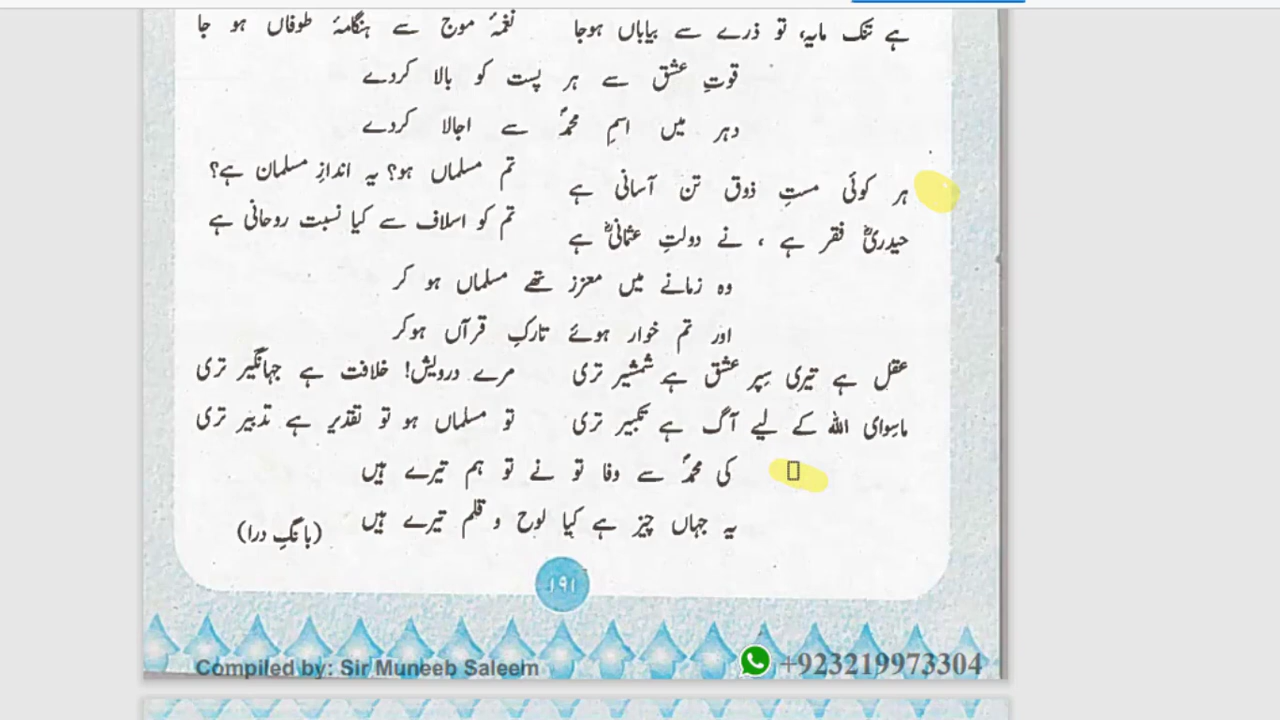 ہے تنک مایہ، تو ذرے سے بیاباں ہوجا نغمۂ موج سے ہنگامۂ طوفاں ہو جا
قوتِ عشق سے ہر پست کو بالا کردے
دہر میں اسمِ محمدؐ سے اجالا کردے
ہر کوئی مستِ ذوق تن آسانی ہے تم مسلماں ہو؟ یہ اندازِ مسلمان ہے؟
حیدریؓ فقر ہے ، نے دولتِ عثمانیؓ ہے تم کو اسلاف سے کیا نسبت روحانی ہے
وہ زمانے میں معزز تھے مسلماں ہو کر
اور تم خوار ہوئے تارکِ قرآں ہوکر
عقل ہے تیری سِپر عشق ہے شمشیر تری مرے درویش! خلافت ہے جہانگیر تری
ماسِوای اللہ کے لیے آگ ہے تکبیر تری تو مسلماں ہو تو تقدیر ہے تدبیر تری
کی محمدؐ سے وفا تو نے تو ہم تیرے ہیں
یہ جہاں چیز ہے کیا لوح و قلم تیرے ہیں (بانگِ درا)
۱۹۱
Compiled by: Sir Muneeb Saleem +923219973304